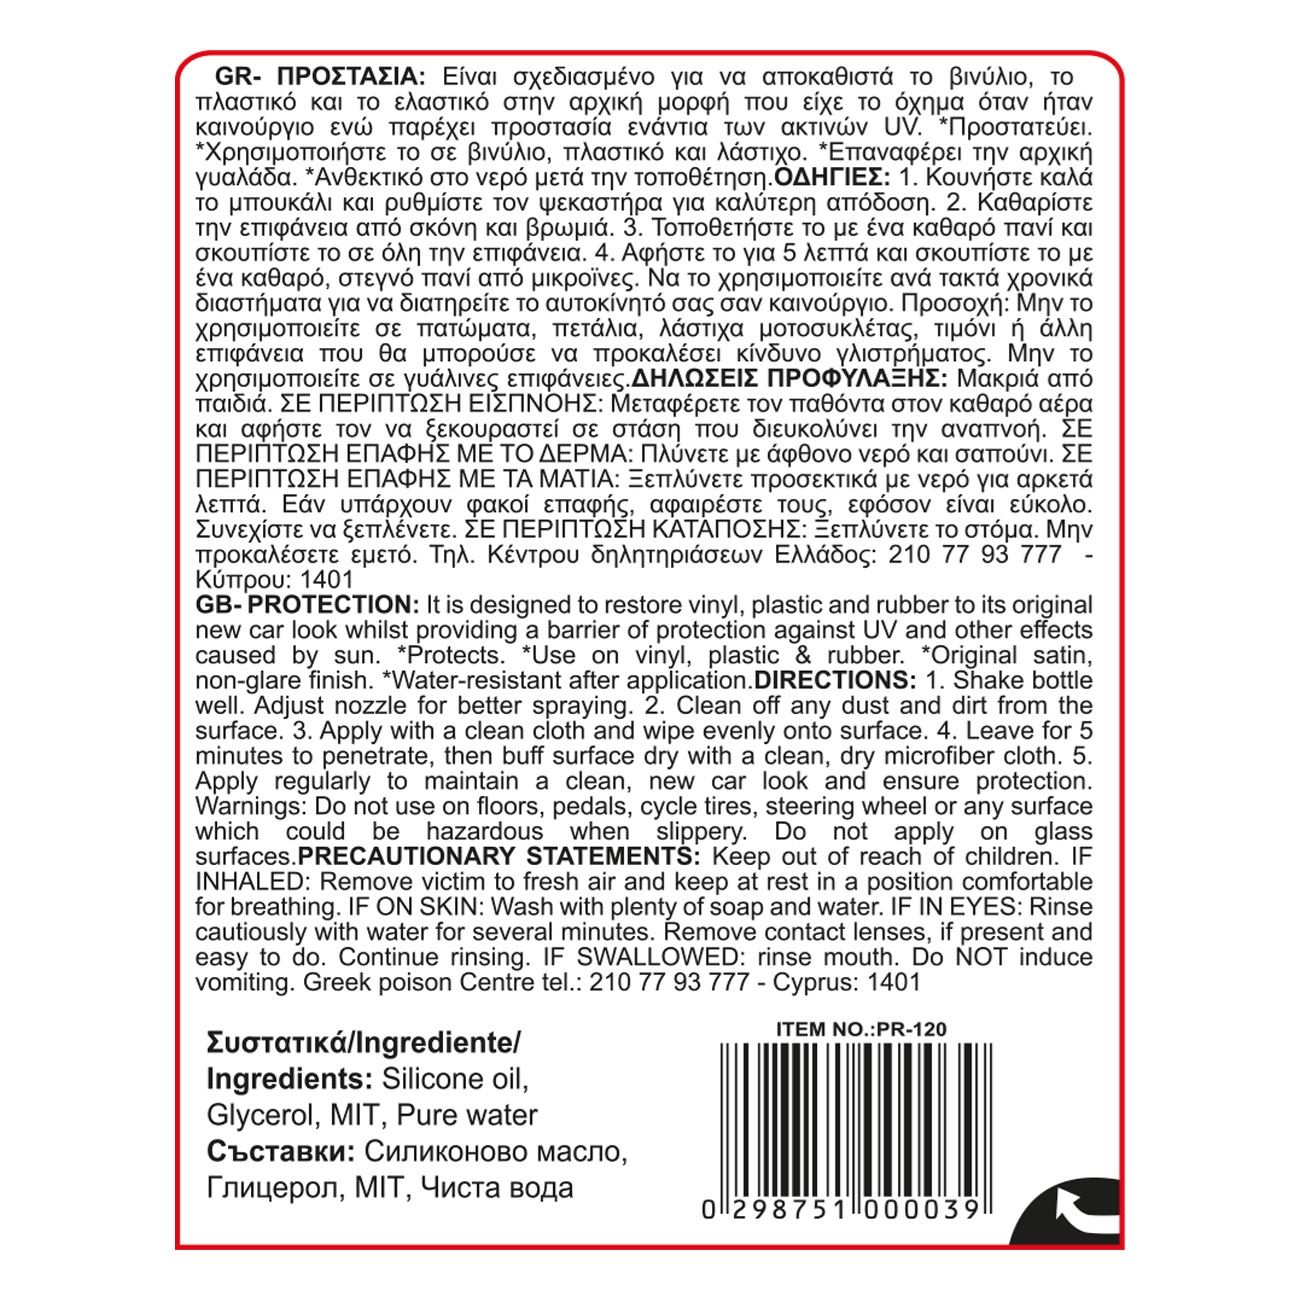 GR- ΠΡΟΣΤΑΣΙΑ: Είναι σχεδιασμένο για να αποκαθιστά το βινύλιο, το
πλαστικό και το ελαστικό στην αρχική μορφή που είχε το όχημα όταν ήταν
καινούργιο ενώ παρέχει προστασία ενάντια των ακτινών UV. *Προστατεύει.
*Χρησιμοποιήστε το σε βινύλιο, πλαστικό και λάστιχο. *Επαναφέρει την αρχική
γυαλάδα. *Ανθεκτικό στο νερό μετά την τοποθέτηση.ΟΔΗΓΙΕΣ: 1. Κουνήστε καλά
το μπουκάλι και ρυθμίστε τον ψεκαστήρα για καλύτερη απόδοση. 2. Καθαρίστε
την επιφάνεια από σκόνη και βρωμιά. 3. Τοποθετήστε το με ένα καθαρό πανί και
σκουπίστε το σε όλη την επιφάνεια. 4. Αφήστε το για 5 λεπτά και σκουπίστε το με
ένα καθαρό, στεγνό πανί από μικροϊνες. Να το χρησιμοποιείτε ανά τακτά χρονικά
διαστήματα για να διατηρείτε το αυτοκίνητό σας σαν καινούργιο. Προσοχή: Μην το
χρησιμοποιείτε σε πατώματα, πετάλια, λάστιχα μοτοσυκλέτας, τιμόνι ή άλλη
επιφάνεια που θα μπορούσε να προκαλέσει κίνδυνο γλιστρήματος. Μην το
χρησιμοποιείτε σε γυάλινες επιφάνειες.ΔΗΛΩΣΕΙΣ ΠΡΟΦΥΛΑΞΗΣ: Μακριά από
παιδιά. ΣΕ ΠΕΡΙΠΤΩΣΗ ΕΙΣΠΝΟΗΣ: Μεταφέρετε τον παθόντα στον καθαρό αέρα
και αφήστε τον να ξεκουραστεί σε στάση που διευκολύνει την αναπνοή. ΣΕ
ΠΕΡΙΠΤΩΣΗ ΕΠΑΦΗΣ ΜΕ ΤΟ ΔΕΡΜΑ: Πλύνετε με άφθονο νερό και σαπούνι. ΣΕ
ΠΕΡΙΠΤΩΣΗ ΕΠΑΦΗΣ ΜΕ ΤΑ ΜΑΤΙΑ: Ξεπλύνετε προσεκτικά με νερό για αρκετά
λεπτά. Εάν υπάρχουν φακοί επαφής, αφαιρέστε τους, εφόσον είναι εύκολο.
Συνεχίστε να ξεπλένετε. ΣΕ ΠΕΡΙΠΤΩΣΗ ΚΑΤΑΠΟΣΗΣ: Ξεπλύνετε το στόμα. Μην
προκαλέσετε εμετό. Τηλ. Κέντρου δηλητηριάσεων Ελλάδος: 210 77 93 777 -
Κύπρου: 1401
GB- PROTECTION: It is designed to restore vinyl, plastic and rubber to its original
new car look whilst providing a barrier of protection against UV and other effects
caused by sun. *Protects. *Use on vinyl, plastic & rubber. *Original satin,
non-glare finish. *Water-resistant after application.DIRECTIONS: 1. Shake bottle
well. Adjust nozzle for better spraying. 2. Clean off any dust and dirt from the
surface. 3. Apply with a clean cloth and wipe evenly onto surface. 4. Leave for 5
minutes to penetrate, then buff surface dry with a clean, dry microfiber cloth. 5.
Apply regularly to maintain a clean, new car look and ensure protection.
Warnings: Do not use on floors, pedals, cycle tires, steering wheel or any surface
which could be hazardous when slippery. Do not apply on glass
surfaces.PRECAUTIONARY STATEMENTS: Keep out of reach of children. IF
INHALED: Remove victim to fresh air and keep at rest in a position comfortable
for breathing. IF ON SKIN: Wash with plenty of soap and water. IF IN EYES: Rinse
cautiously with water for several minutes. Remove contact lenses, if present and
easy to do. Continue rinsing. IF SWALLOWED: rinse mouth. Do NOT induce
vomiting. Greek poison Centre tel.: 210 77 93 777 - Cyprus: 1401
Συστατικά/Ingrediente/
Ingredients: Silicone oil,
Glycerol, MIT, Pure water
Съставки: Силиконово масло,
Глицерол, MIT, Чиста вода
ITEM NO.:PR-120
0 298751 000039